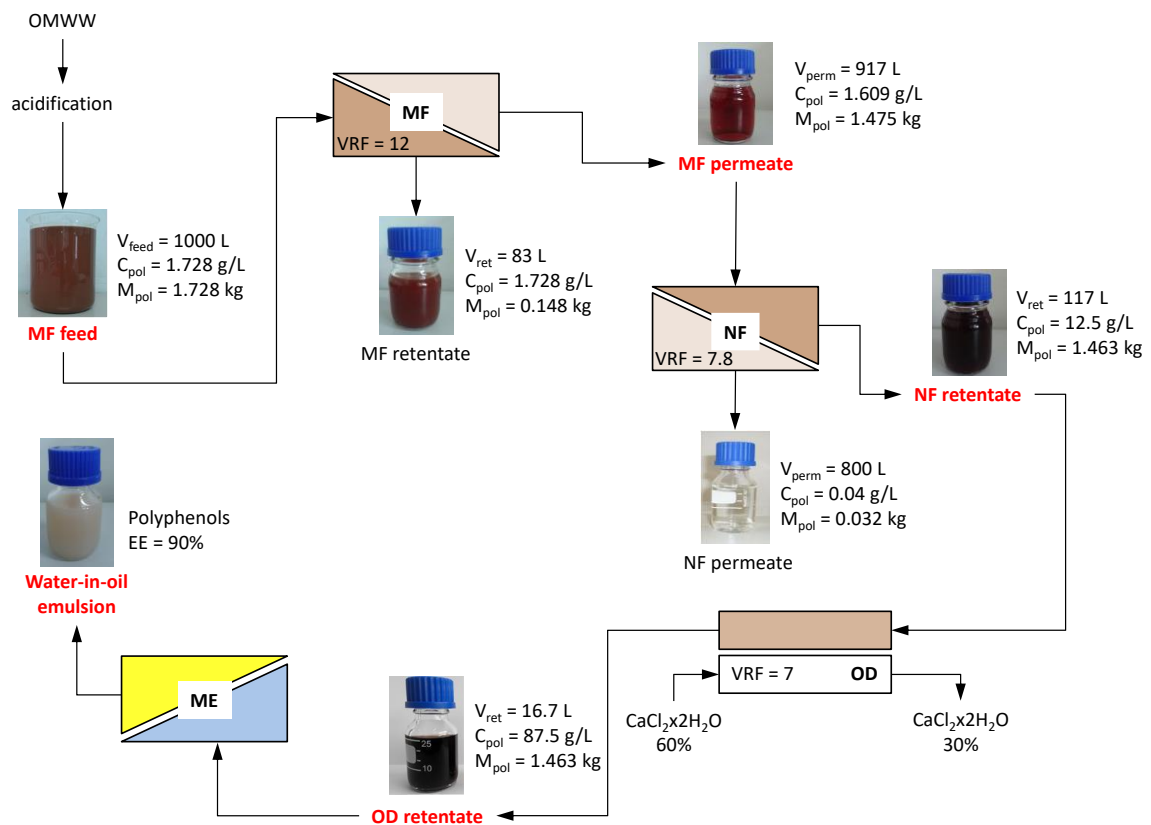 OMWW
acidification
V_feed = 1000 L
C_pol = 1.728 g/L
M_pol = 1.728 kg
MF feed
MF
VRF = 12
V_ret = 83 L
C_pol = 1.728 g/L
M_pol = 0.148 kg
MF retentate
V_perm = 917 L
C_pol = 1.609 g/L
M_pol = 1.475 kg
MF permeate
NF
VRF = 7.8
V_ret = 117 L
C_pol = 12.5 g/L
M_pol = 1.463 kg
NF retentate
V_perm = 800 L
C_pol = 0.04 g/L
M_pol = 0.032 kg
NF permeate
VRF = 7 OD
CaCl₂x2H₂O
60%
CaCl₂x2H₂O
30%
V_ret = 16.7 L
C_pol = 87.5 g/L
M_pol = 1.463 kg
25
10
OD retentate
ME
Polyphenols
EE = 90%
Water-in-oil
emulsion